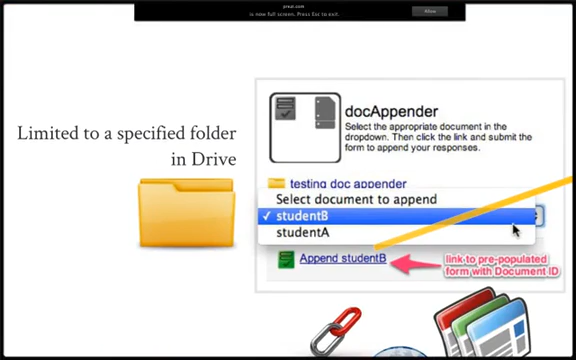 prezi.com
is now full screen. Press Esc to exit.
Allow
Limited to a specified folder
in Drive
docAppender
Select the appropriate document in the
dropdown. Then click the link and submit the
form to append your responses.
testing doc appender
Select document to append
✓ studentB
studentA
Append studentB
link to pre-populated
form with Document ID